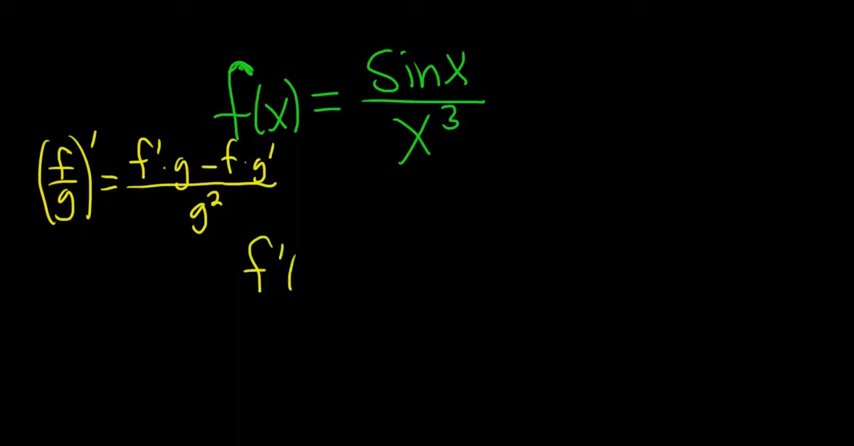 f(x) = sinx / x³
(f/g)' = f'·g – f·g' / g²
f'(